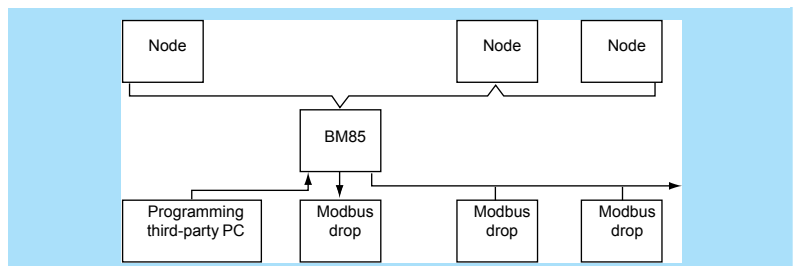 Node
Node
Node
BM85
Programming
third-party PC
Modbus
drop
Modbus
drop
Modbus
drop